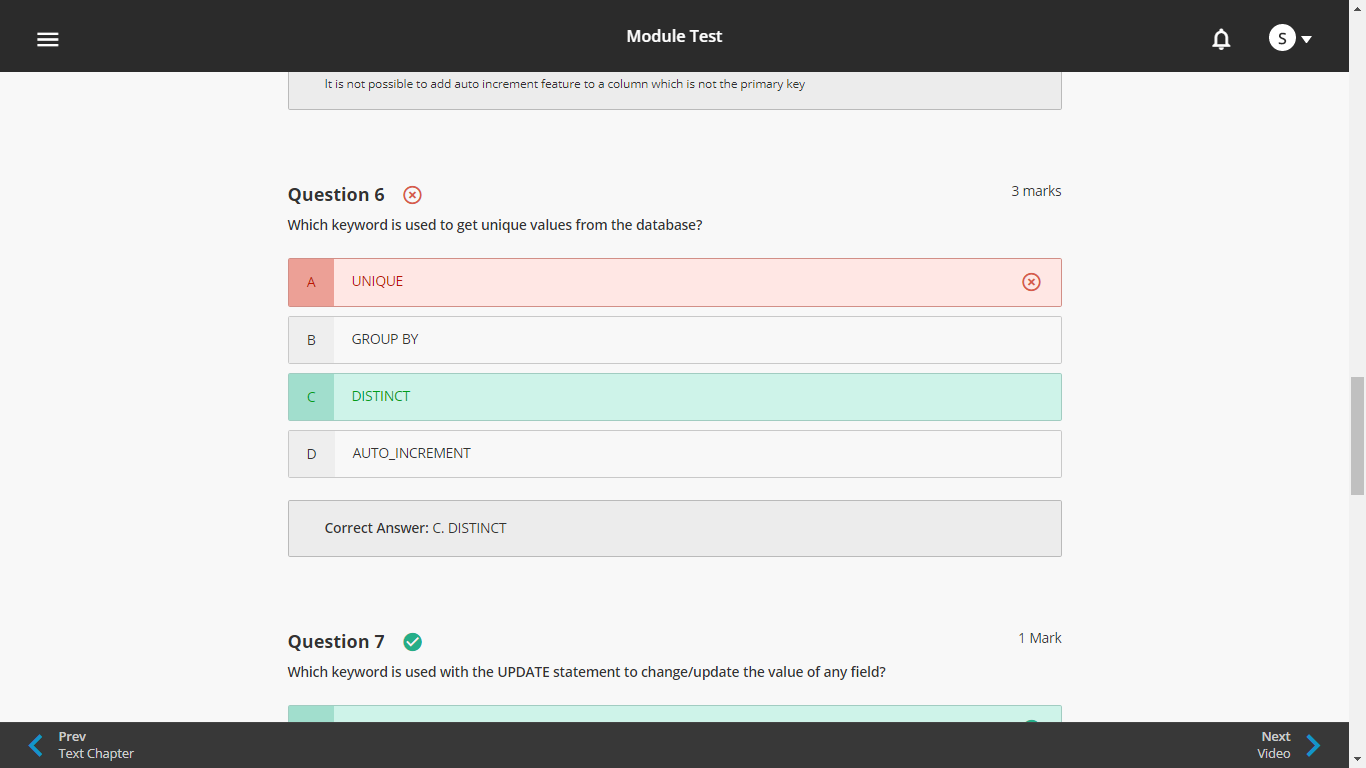 Module Test
S
It is not possible to add auto increment feature to a column which is not the primary key
Question 6
3 marks
Which keyword is used to get unique values from the database?
A UNIQUE
B GROUP BY
C DISTINCT
D AUTO_INCREMENT
Correct Answer: C. DISTINCT
Question 7
1 Mark
Which keyword is used with the UPDATE statement to change/update the value of any field?
Prev
Text Chapter
Next
Video